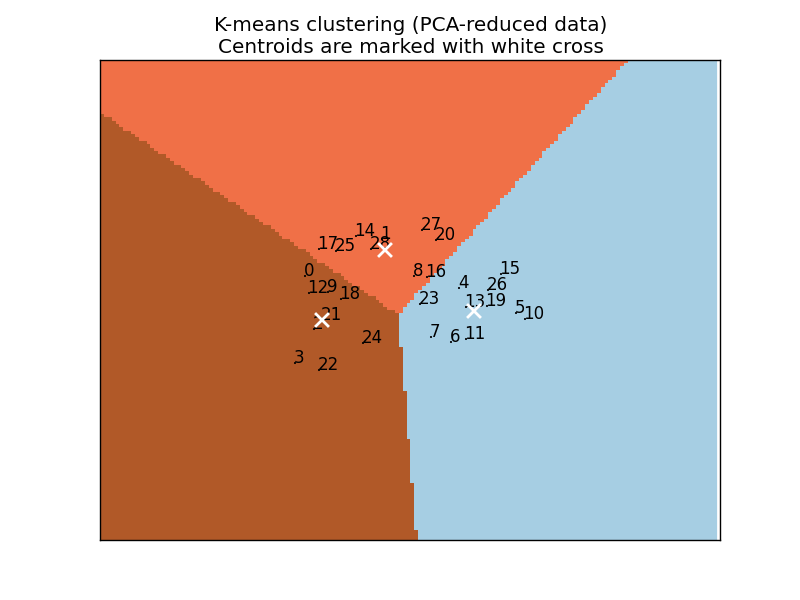 K-means clustering (PCA-reduced data)
Centroids are marked with white cross
27
14 1
20
17 25 28
0 8 16 15
4
12 9 26
18
23 13 19
5
21 10
7 11
24 6
3
22